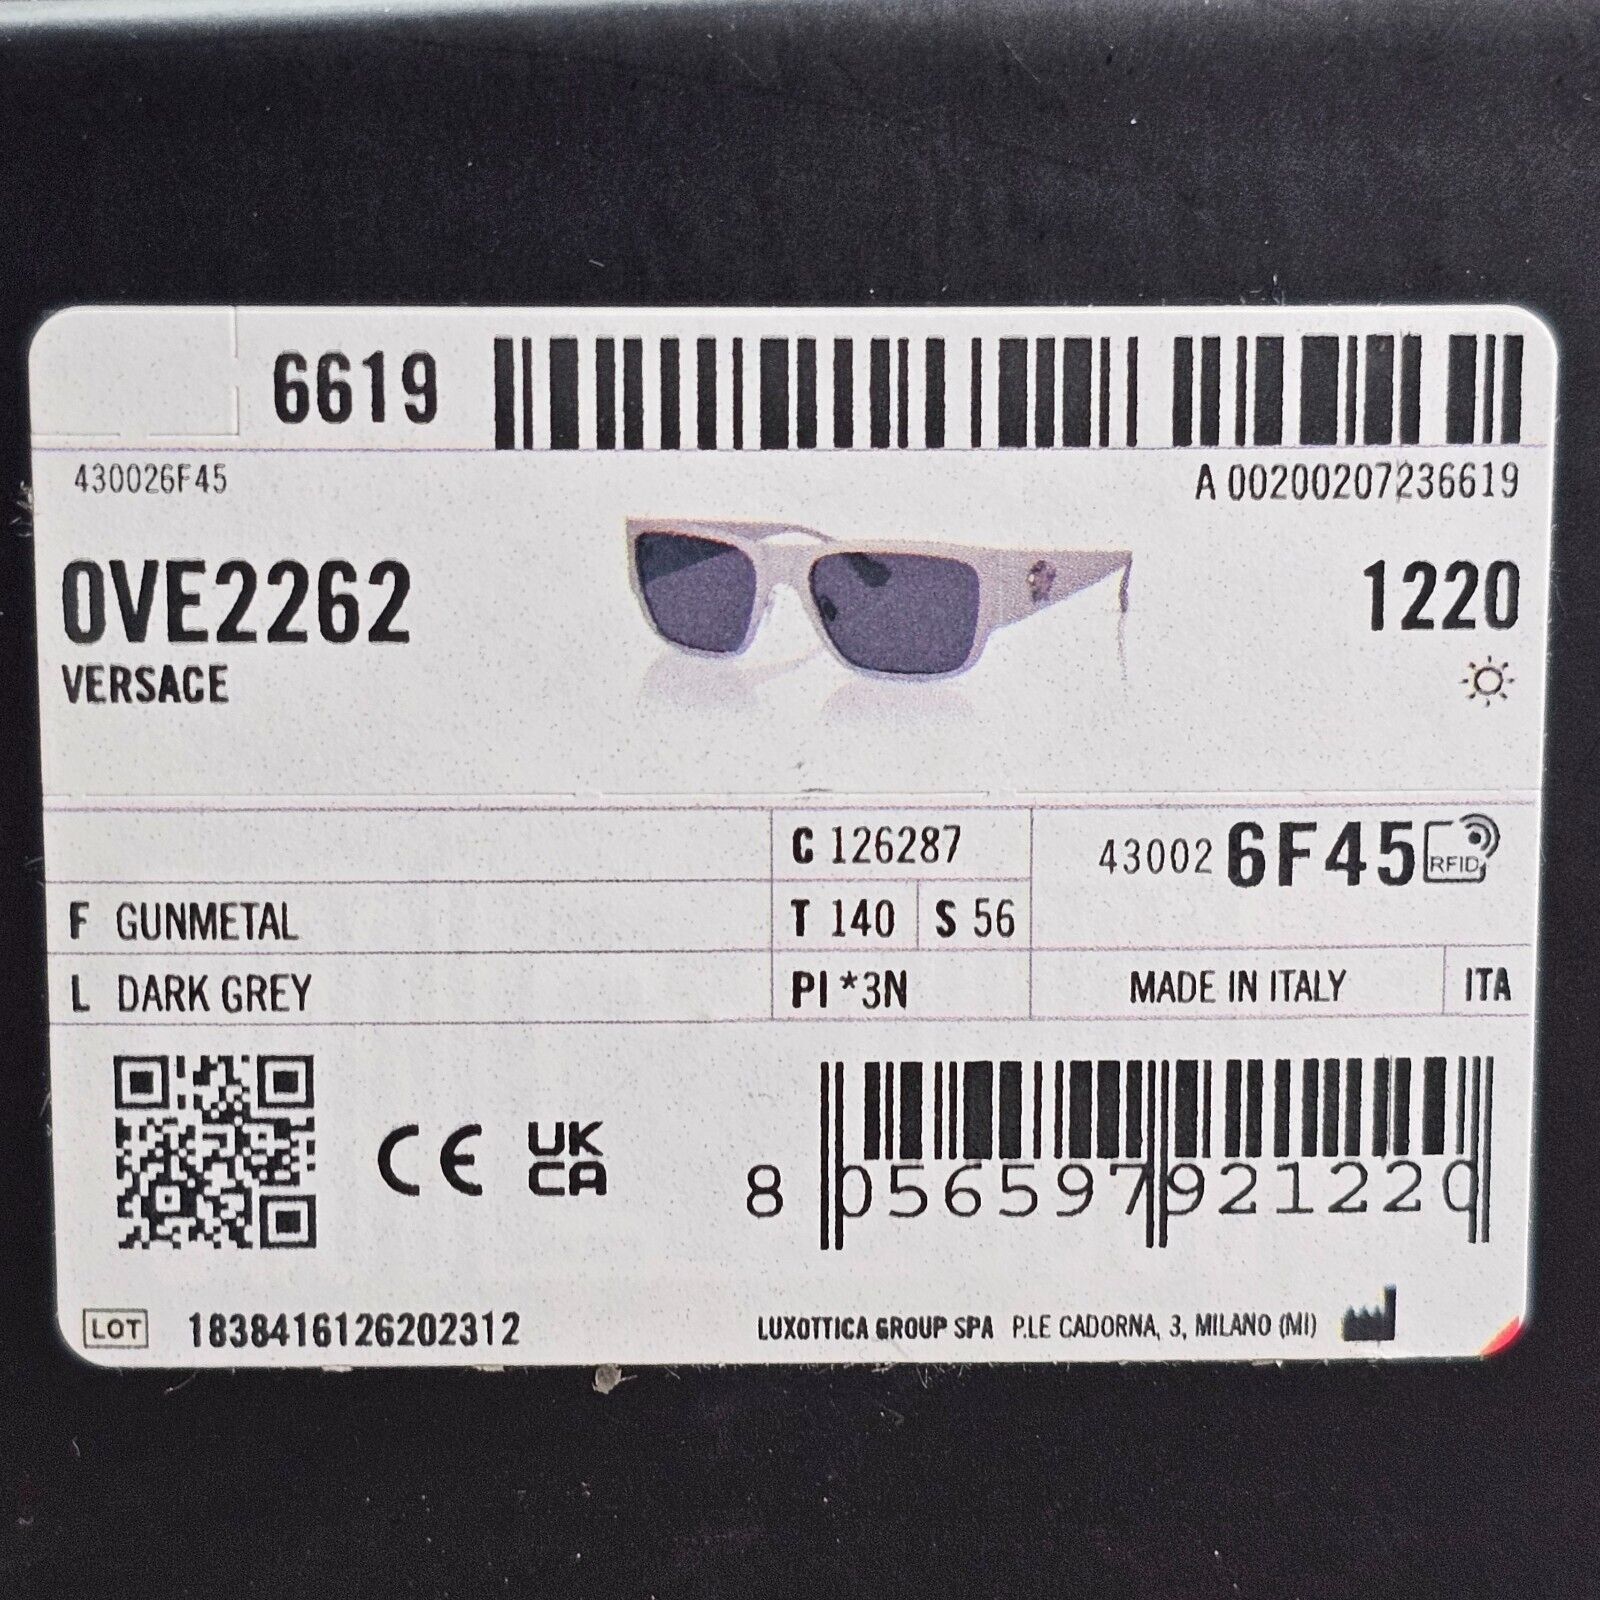 6619
430026F45
A 00200207236619
0VE2262
1220
VERSACE
C 126287
43002 6F45 RFID
F GUNMETAL
T 140 S 56
L DARK GREY
PI *3N
MADE IN ITALY
ITA
CE
UK
CA
8 056597 921220
LOT 1838416126202312
LUXOTTICA GROUP SPA P.LE CADORNA, 3, MILANO (MI)